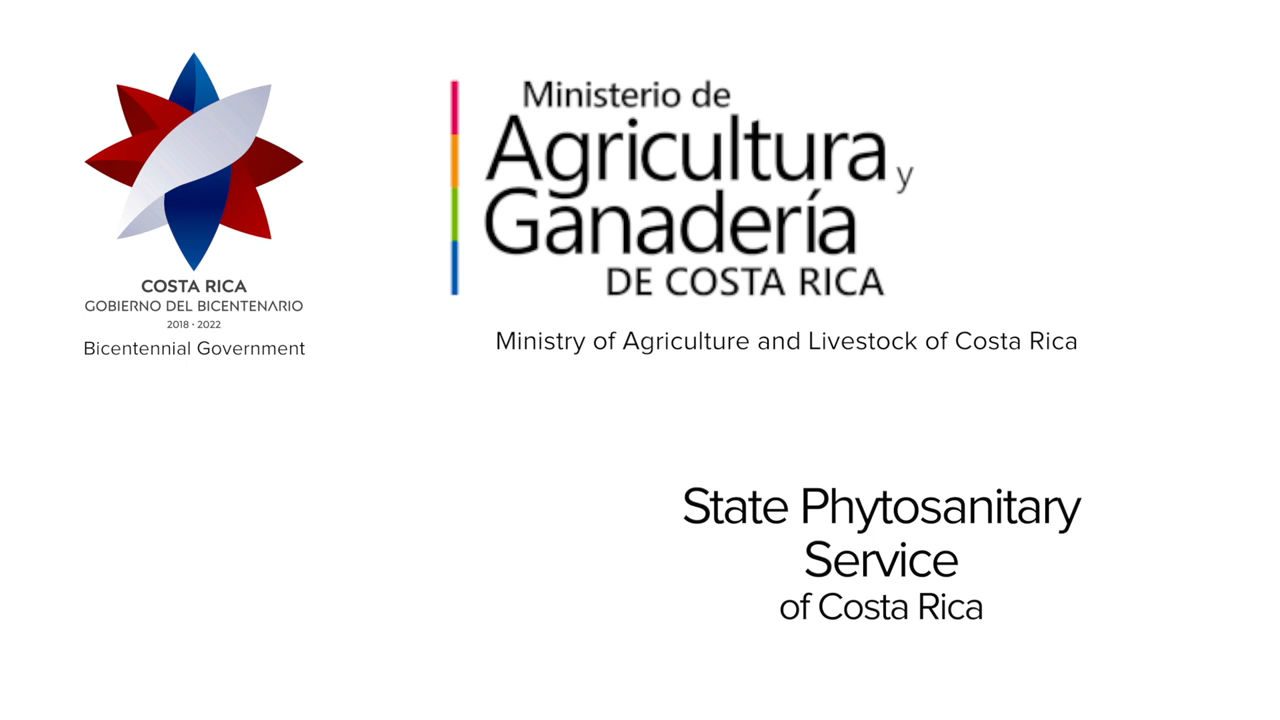 COSTA RICA
GOBIERNO DEL BICENTENARIO
2018 · 2022
Bicentennial Government
Ministerio de
Agricultura y
Ganadería
DE COSTA RICA
Ministry of Agriculture and Livestock of Costa Rica
State Phytosanitary
Service
of Costa Rica